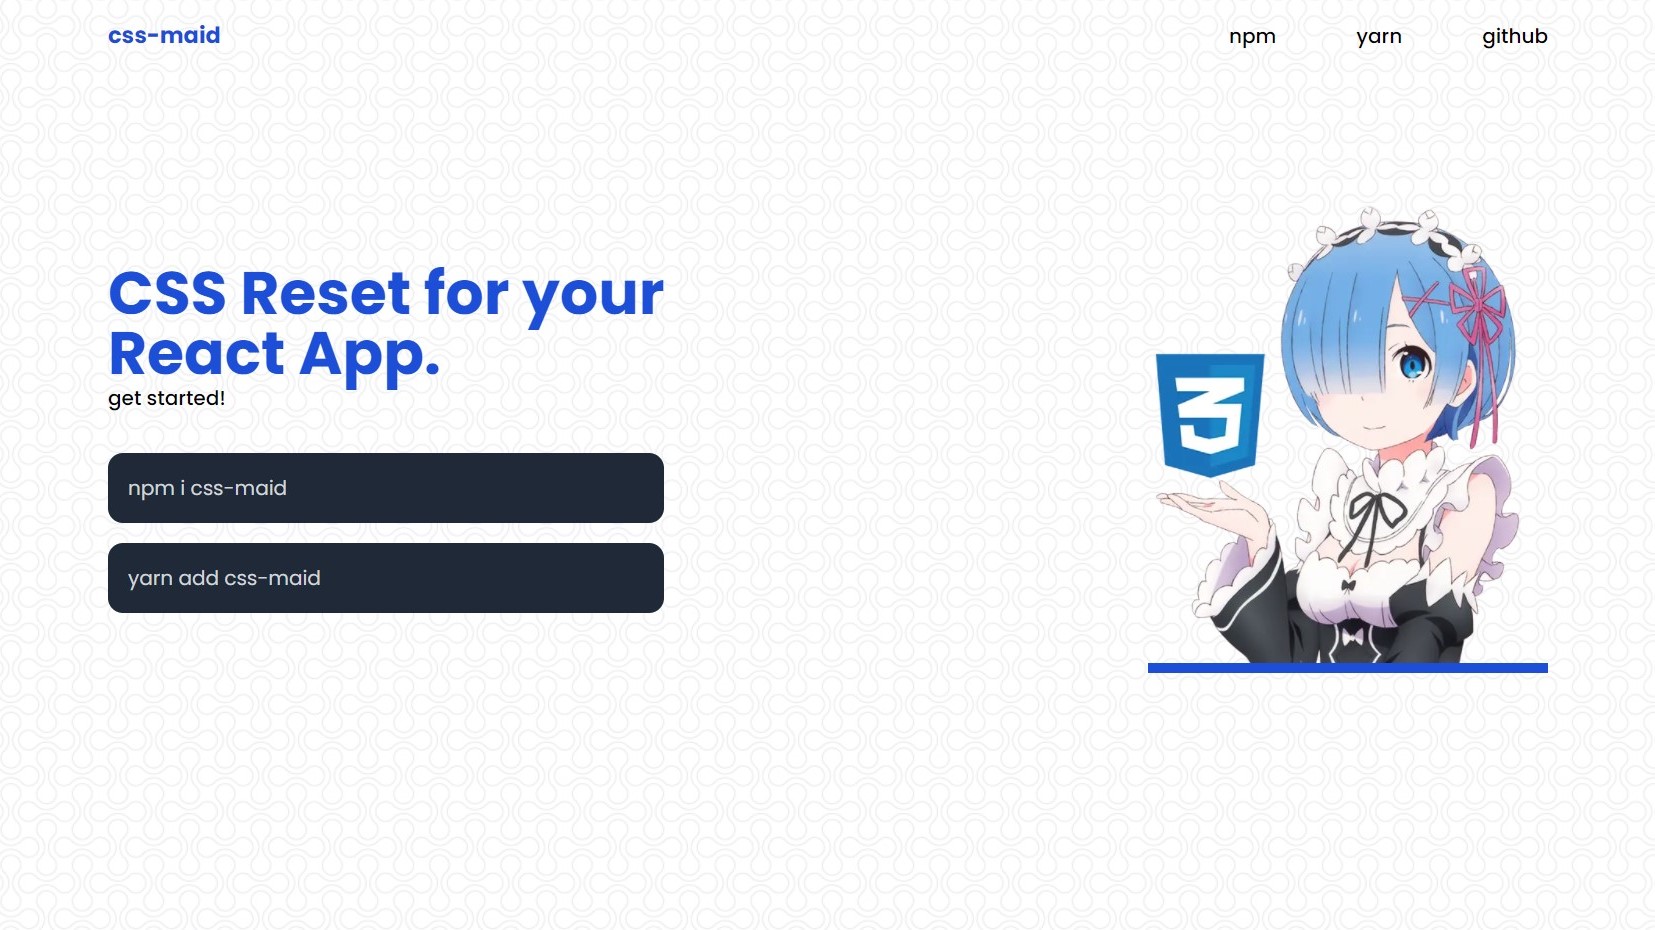 css-maid
npm
yarn
github
CSS Reset for your
React App.
get started!
npm i css-maid
yarn add css-maid
3